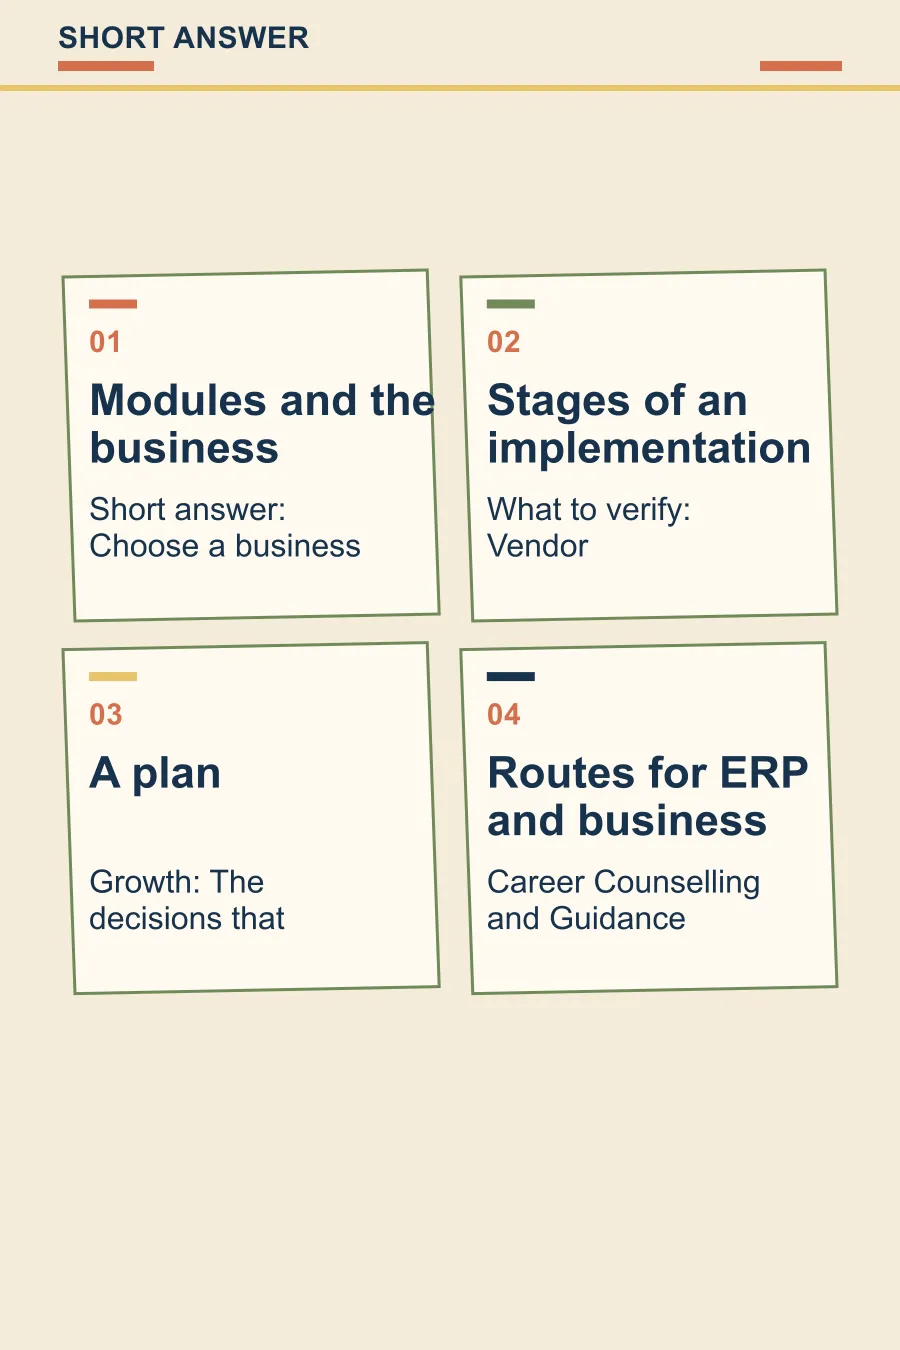 SHORT ANSWER
01
Modules and the
business
Short answer:
Choose a business
02
Stages of an
implementation
What to verify:
Vendor
03
A plan
Growth: The
decisions that
04
Routes for ERP
and business
Career Counselling
and Guidance